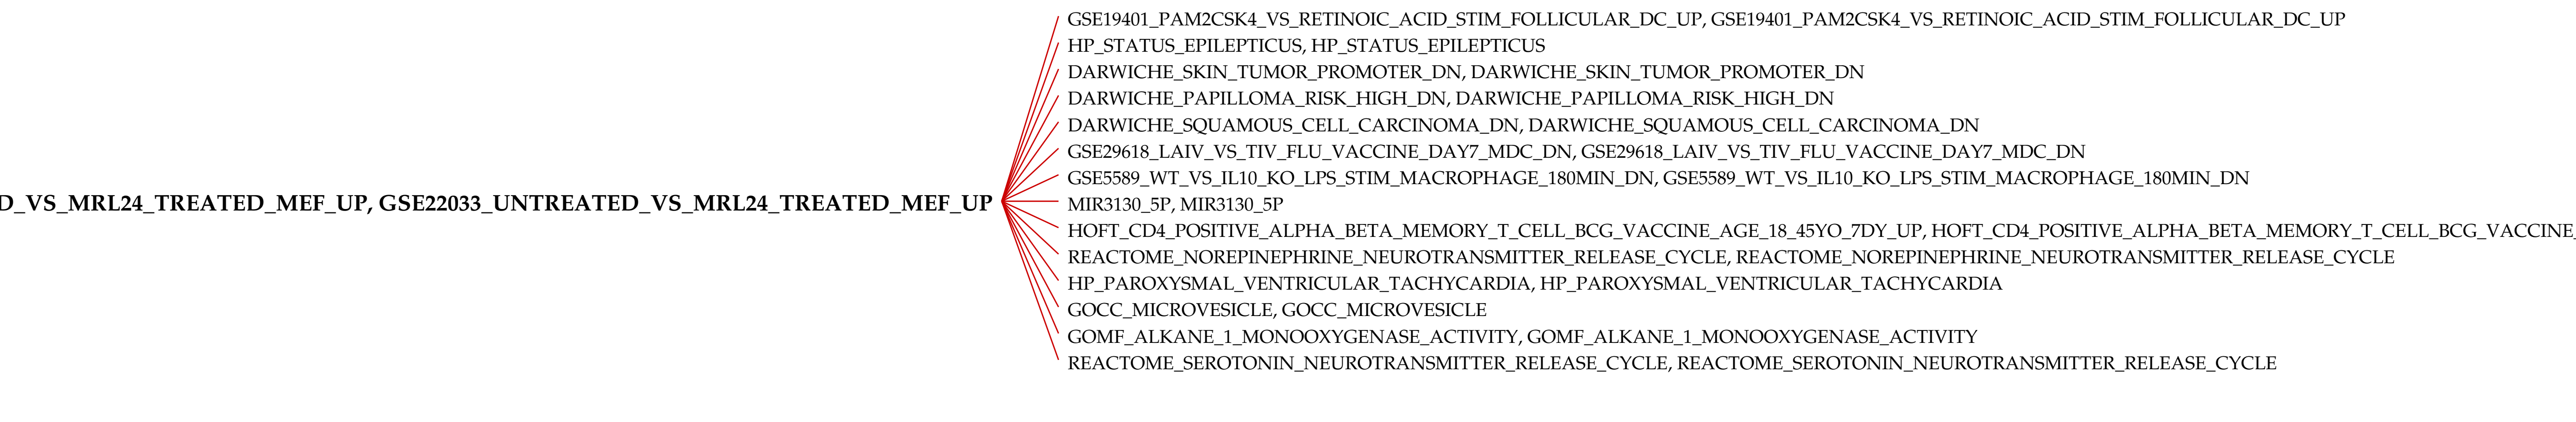 GSE19401_PAM2CSK4_VS_RETINOIC_ACID_STIM_FOLLICULAR_DC_UP, GSE19401_PAM2CSK4_VS_RETINOIC_ACID_STIM_FOLLICULAR_DC_UP
HP_STATUS_EPILEPTICUS, HP_STATUS_EPILEPTICUS
DARWICHE_SKIN_TUMOR_PROMOTER_DN, DARWICHE_SKIN_TUMOR_PROMOTER_DN
DARWICHE_PAPILLOMA_RISK_HIGH_DN, DARWICHE_PAPILLOMA_RISK_HIGH_DN
DARWICHE_SQUAMOUS_CELL_CARCINOMA_DN, DARWICHE_SQUAMOUS_CELL_CARCINOMA_DN
GSE29618_LAIV_VS_TIV_FLU_VACCINE_DAY7_MDC_DN, GSE29618_LAIV_VS_TIV_FLU_VACCINE_DAY7_MDC_DN
GSE5589_WT_VS_IL10_KO_LPS_STIM_MACROPHAGE_180MIN_DN, GSE5589_WT_VS_IL10_KO_LPS_STIM_MACROPHAGE_180MIN_DN
D_VS_MRL24_TREATED_MEF_UP, GSE22033_UNTREATED_VS_MRL24_TREATED_MEF_UP
MIR3130_5P, MIR3130_5P
HOFT_CD4_POSITIVE_ALPHA_BETA_MEMORY_T_CELL_BCG_VACCINE_AGE_18_45YO_7DY_UP, HOFT_CD4_POSITIVE_ALPHA_BETA_MEMORY_T_CELL_BCG_VACCINE_
REACTOME_NOREPINEPHRINE_NEUROTRANSMITTER_RELEASE_CYCLE, REACTOME_NOREPINEPHRINE_NEUROTRANSMITTER_RELEASE_CYCLE
HP_PAROXYSMAL_VENTRICULAR_TACHYCARDIA, HP_PAROXYSMAL_VENTRICULAR_TACHYCARDIA
GOCC_MICROVESICLE, GOCC_MICROVESICLE
GOMF_ALKANE_1_MONOOXYGENASE_ACTIVITY, GOMF_ALKANE_1_MONOOXYGENASE_ACTIVITY
REACTOME_SEROTONIN_NEUROTRANSMITTER_RELEASE_CYCLE, REACTOME_SEROTONIN_NEUROTRANSMITTER_RELEASE_CYCLE